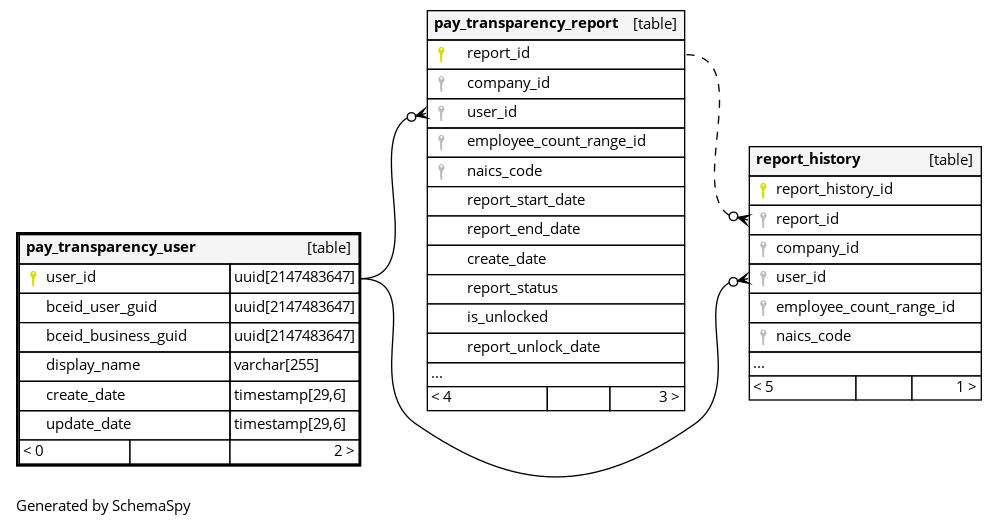 pay_transparency_report [table]
report_id
company_id
user_id
employee_count_range_id
naics_code
report_start_date
report_end_date
create_date
report_status
is_unlocked
report_unlock_date
...
< 4 3 >
report_history [table]
report_history_id
report_id
company_id
user_id
employee_count_range_id
naics_code
...
< 5 1 >
pay_transparency_user [table]
user_id uuid[2147483647]
bceid_user_guid uuid[2147483647]
bceid_business_guid uuid[2147483647]
display_name varchar[255]
create_date timestamp[29,6]
update_date timestamp[29,6]
< 0 2 >
Generated by SchemaSpy